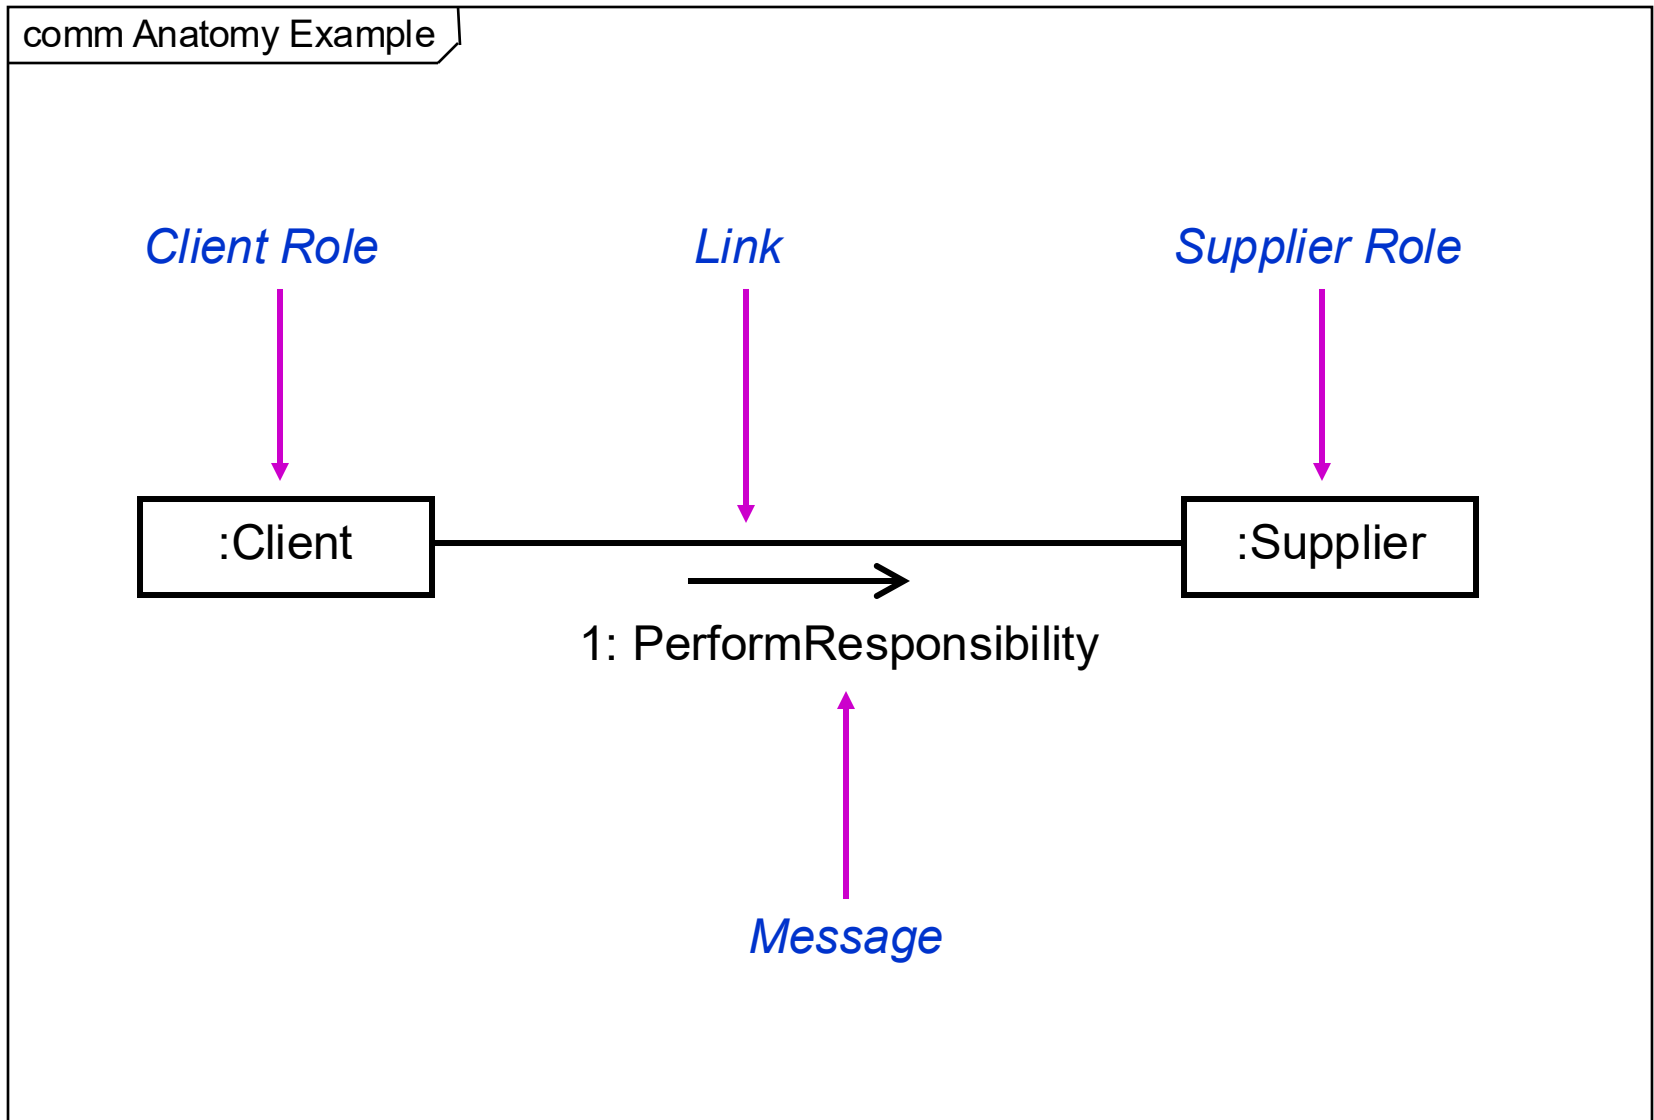 comm Anatomy Example
Client Role
Link
Supplier Role
:Client
:Supplier
1: PerformResponsibility
Message